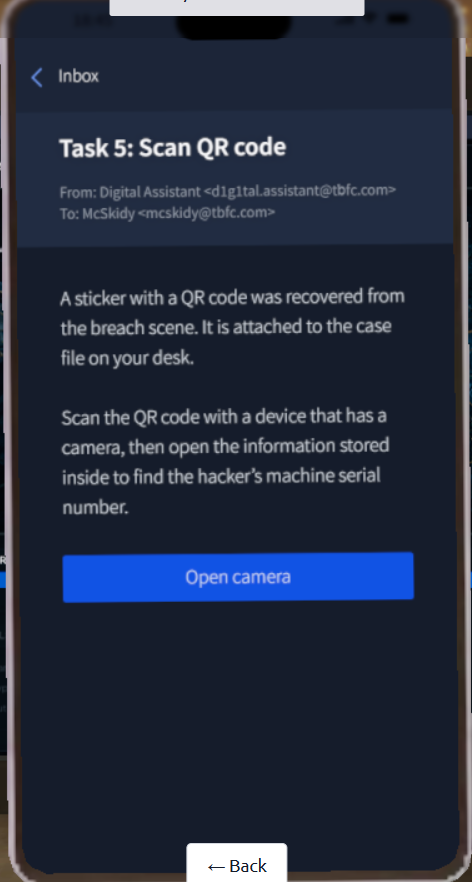 Inbox
Task 5: Scan QR code
From: Digital Assistant <d1g1tal.assistant@tbfc.com>
To: McSkidy <mcskidy@tbfc.com>
A sticker with a QR code was recovered from
the breach scene. It is attached to the case
file on your desk.
Scan the QR code with a device that has a
camera, then open the information stored
inside to find the hacker’s machine serial
number.
Open camera
← Back